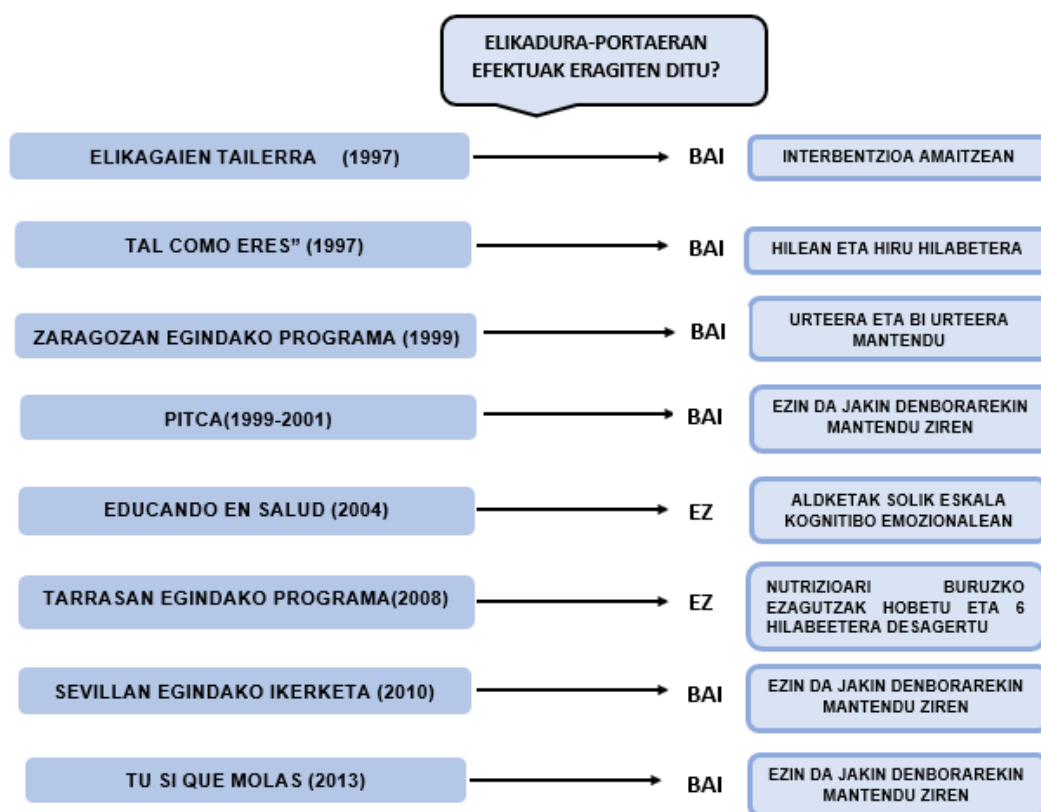 ELIKADURA-PORTAERAN
EFEKTUAK ERAGITEN DITU?
ELIKAGAIEN TAILERRA (1997)
BAI
INTERBENTZIOA AMAITZEAN
TAL COMO ERES” (1997)
BAI
HILEAN ETA HIRU HILABETERA
ZARAGOZAN EGINDAKO PROGRAMA (1999)
BAI
URTEERA ETA BI URTEERA
MANTENDU
PITCA(1999-2001)
BAI
EZIN DA JAKIN DENBORAREKIN
MANTENDU ZIREN
EDUCANDO EN SALUD (2004)
EZ
ALDKETAK SOLIK ESKALA
KOGNITIBO EMOZIONALEAN
TARRASAN EGINDAKO PROGRAMA(2008)
EZ
NUTRIZIOARI BURUZKO
EZAGUTZAK HOBETU ETA 6
HILABEETERA DESAGERTU
SEVILLAN EGINDAKO IKERKETA (2010)
BAI
EZIN DA JAKIN DENBORAREKIN
MANTENDU ZIREN
TU SI QUE MOLAS (2013)
BAI
EZIN DA JAKIN DENBORAREKIN
MANTENDU ZIREN